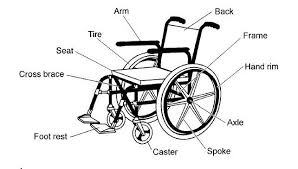 Arm
Back
Tire
Frame
Seat
Hand rim
Cross brace
Axle
Foot rest
Spoke
Caster